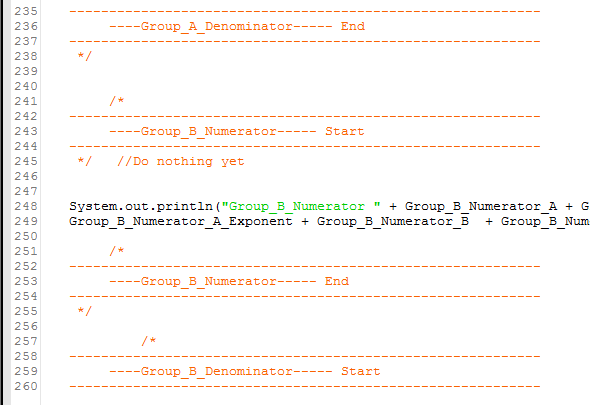 235 ------------------------------------------------------------
236 ----Group_A_Denominator----- End
237 ------------------------------------------------------------
238 */
239
240
241 /*
242 ------------------------------------------------------------
243 ----Group_B_Numerator----- Start
244 ------------------------------------------------------------
245 */ //Do nothing yet
246
247
248 System.out.println("Group_B_Numerator " + Group_B_Numerator_A + G
249 Group_B_Numerator_A_Exponent + Group_B_Numerator_B + Group_B_Num
250
251 /*
252 ------------------------------------------------------------
253 ----Group_B_Numerator----- End
254 ------------------------------------------------------------
255 */
256
257 /*
258 ------------------------------------------------------------
259 ----Group_B_Denominator----- Start
260 ------------------------------------------------------------